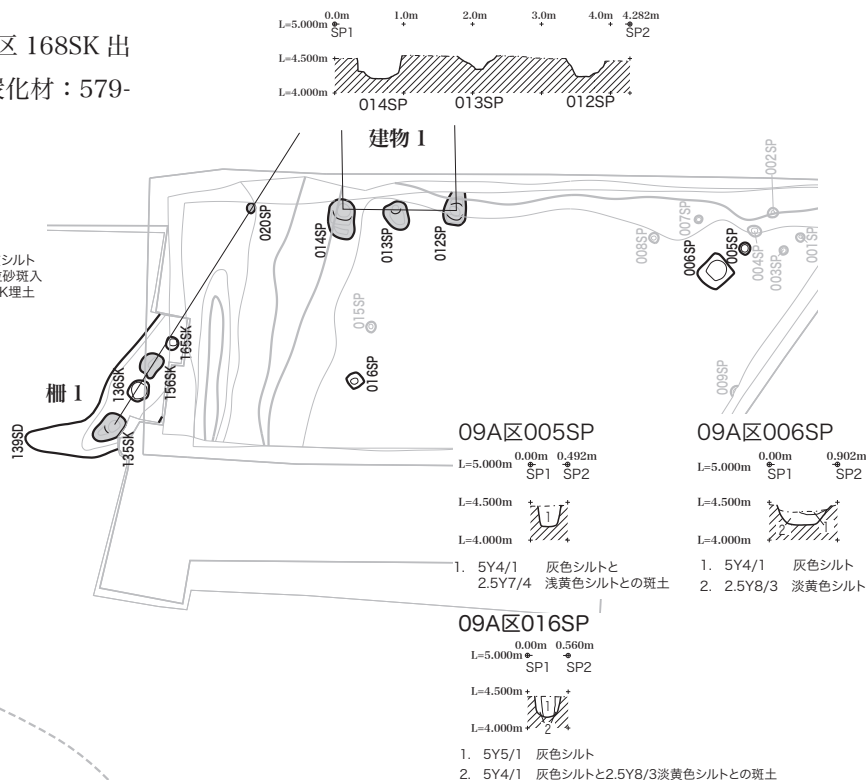 区 168SK 出
炭化材：579-
0.0m 1.0m 2.0m 3.0m 4.0m 4.282m
L=5.000m
SP1 SP2
L=4.500m
L=4.000m
014SP 013SP 012SP
建物 1
シルト
砂斑入
K埋土
020SP
014SP
013SP
012SP
008SP
007SP
006SP
005SP
004SP
002SP
003SP
001SP
015SP
016SP
009SP
165SK
156SK
136SK
135SK
139SD
柵 1
09A区005SP
0.00m 0.492m
L=5.000m
SP1 SP2
L=4.500m
1
L=4.000m
1. 5Y4/1 灰色シルトと
2.5Y7/4 浅黄色シルトとの斑土
09A区006SP
0.00m 0.902m
L=5.000m
SP1 SP2
L=4.500m
2 1
L=4.000m
1. 5Y4/1 灰色シルト
2. 2.5Y8/3 淡黄色シルト
09A区016SP
0.00m 0.560m
L=5.000m
SP1 SP2
L=4.500m
1
L=4.000m
2
1. 5Y5/1 灰色シルト
2. 5Y4/1 灰色シルトと2.5Y8/3淡黄色シルトとの斑土